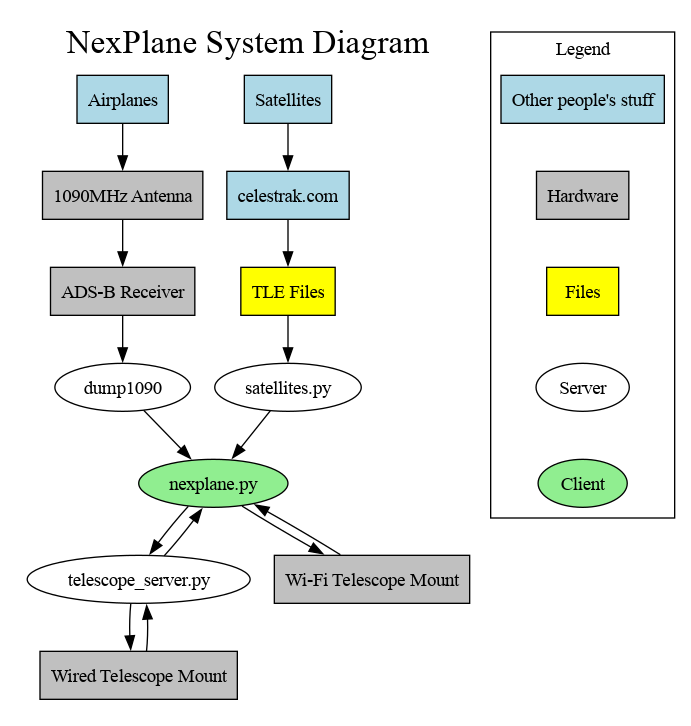 NexPlane System Diagram
Legend
Airplanes
Satellites
Other people's stuff
1090MHz Antenna
celestrak.com
Hardware
ADS-B Receiver
TLE Files
Files
dump1090
satellites.py
Server
nexplane.py
Client
telescope_server.py
Wi-Fi Telescope Mount
Wired Telescope Mount